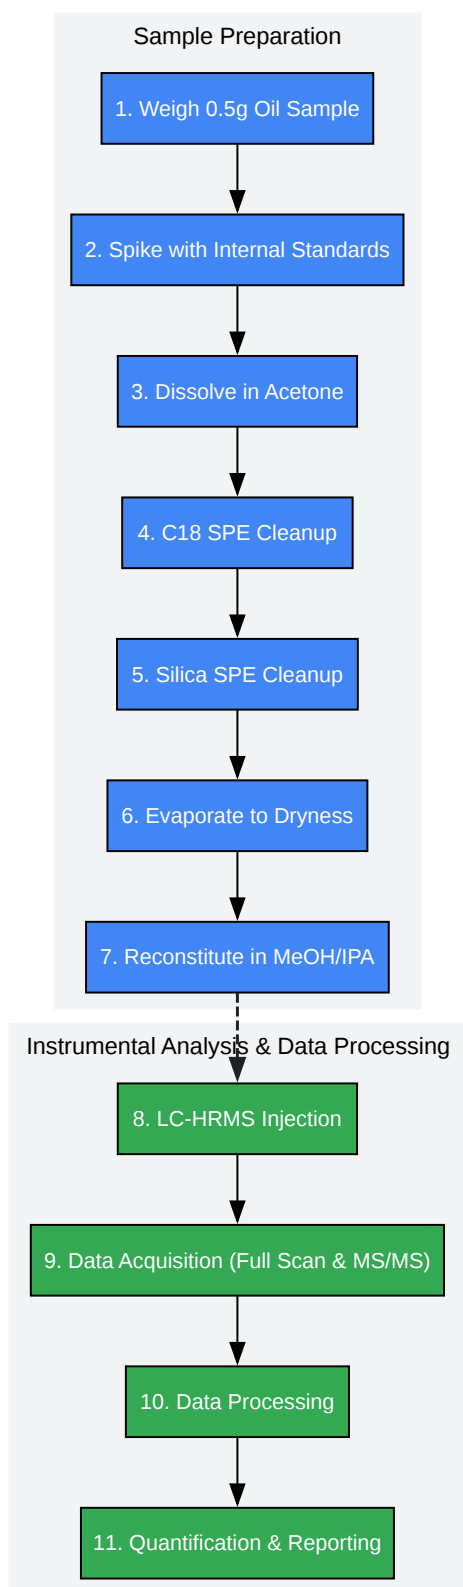 Sample Preparation
1. Weigh 0.5g Oil Sample
2. Spike with Internal Standards
3. Dissolve in Acetone
4. C18 SPE Cleanup
5. Silica SPE Cleanup
6. Evaporate to Dryness
7. Reconstitute in MeOH/IPA
Instrumental Analysis & Data Processing
8. LC-HRMS Injection
9. Data Acquisition (Full Scan & MS/MS)
10. Data Processing
11. Quantification & Reporting